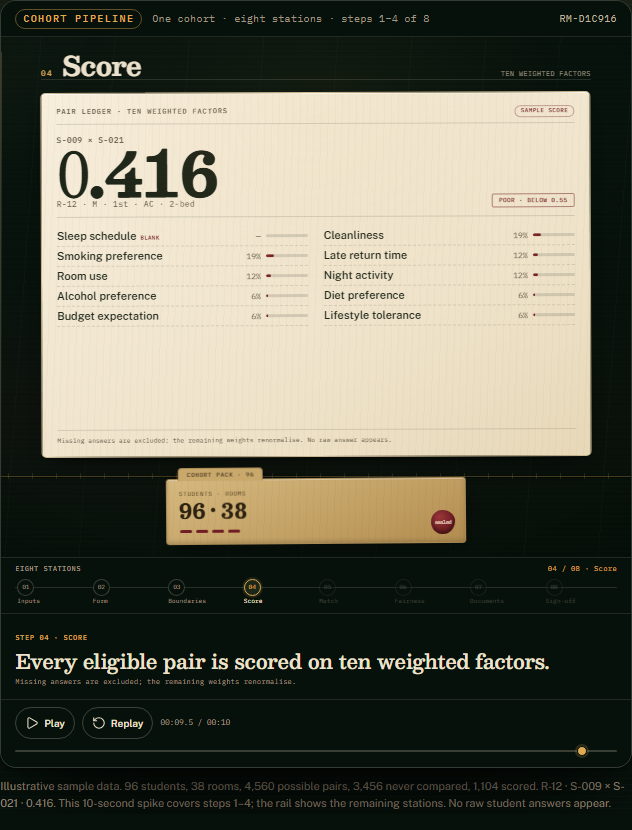 COHORT PIPELINE One cohort · eight stations · steps 1–4 of 8 RM-D1C916
04 Score TEN WEIGHTED FACTORS
PAIR LEDGER · TEN WEIGHTED FACTORS SAMPLE SCORE
S-009 × S-021
0.416
R-12 · M · 1st · AC · 2-bed POOR · BELOW 0.55
Sleep schedule BLANK —
Smoking preference 19%
Room use 12%
Alcohol preference 6%
Budget expectation 6%
Cleanliness 19%
Late return time 12%
Night activity 12%
Diet preference 6%
Lifestyle tolerance 6%
Missing answers are excluded; the remaining weights renormalise. No raw answer appears.
COHORT PACK · 96
STUDENTS · ROOMS
96·38
sealed
EIGHT STATIONS 04 / 08 · Score
01 02 03 04 05 06 07 08
Inputs Form Boundaries Score Match Fairness Documents Sign-off
STEP 04 · SCORE
Every eligible pair is scored on ten weighted factors.
Missing answers are excluded; the remaining weights renormalise.
Play Replay 00:09.5 / 00:10
Illustrative sample data. 96 students, 38 rooms, 4,560 possible pairs, 3,456 never compared, 1,104 scored. R-12 · S-009 × S-
021 · 0.416. This 10-second spike covers steps 1–4; the rail shows the remaining stations. No raw student answers appear.